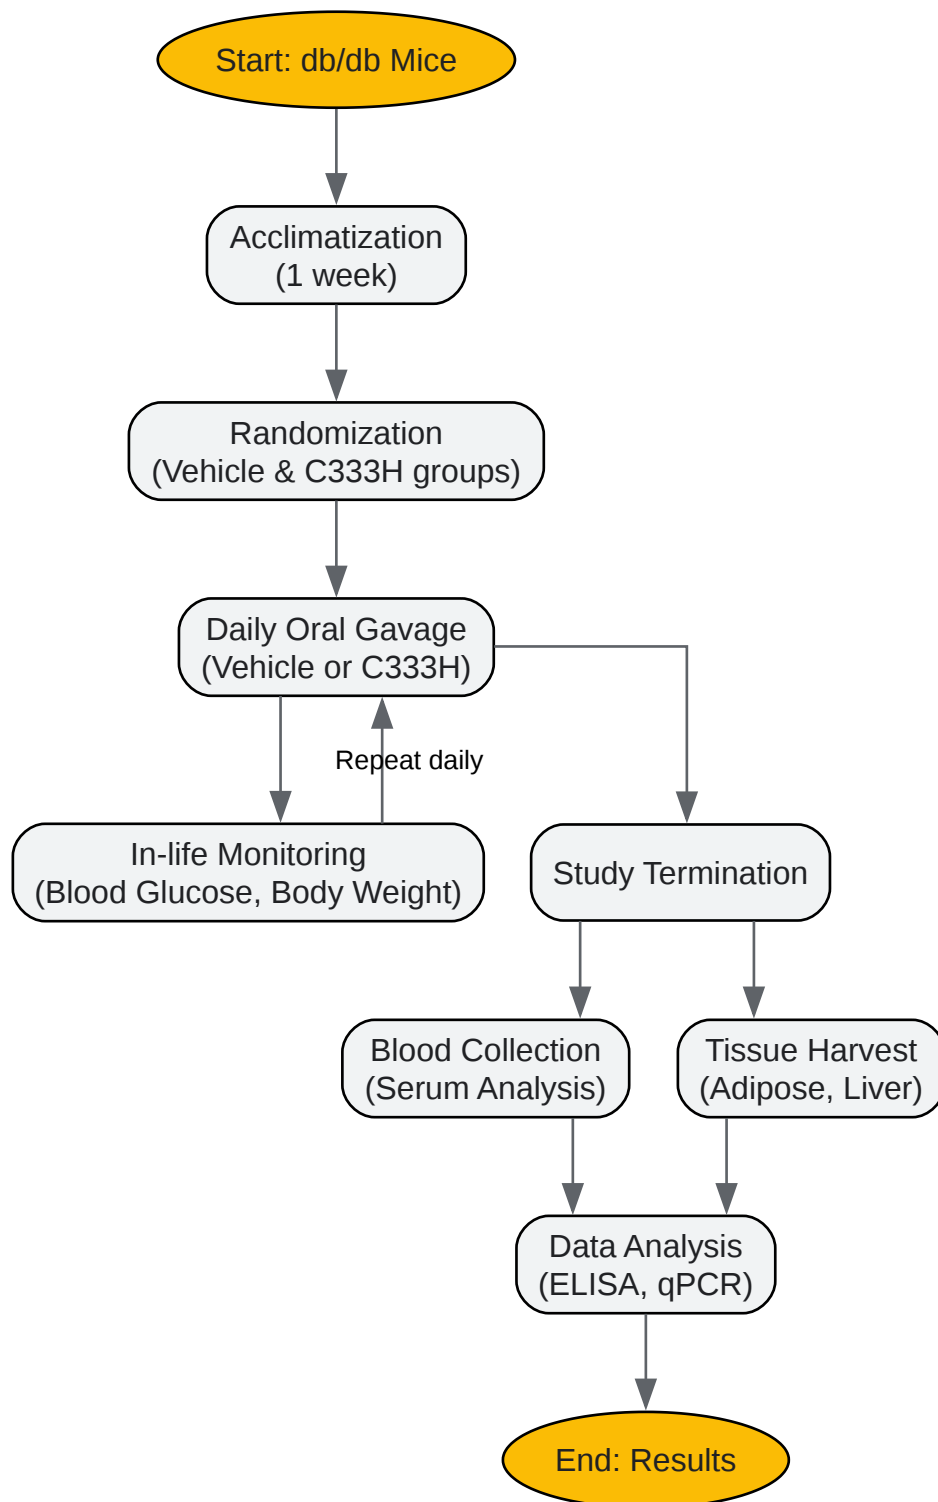 Start: db/db Mice
Acclimatization
(1 week)
Randomization
(Vehicle & C333H groups)
Daily Oral Gavage
(Vehicle or C333H)
Repeat daily
In-life Monitoring
(Blood Glucose, Body Weight)
Study Termination
Blood Collection
(Serum Analysis)
Tissue Harvest
(Adipose, Liver)
Data Analysis
(ELISA, qPCR)
End: Results